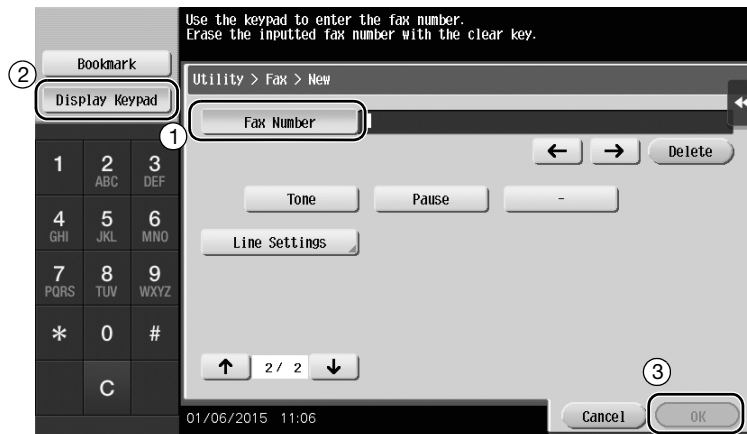 Use the keypad to enter the fax number.
Erase the inputted fax number with the clear key.
2
Bookmark
Display Keypad
Utility > Fax > New
1
Fax Number
← → Delete
Tone Pause -
Line Settings
↑ 2/ 2 ↓
1 2 3
ABC DEF
4 5 6
GHI JKL MNO
7 8 9
PQRS TUV WXYZ
* 0 #
C
3
01/06/2015 11:06
Cancel OK